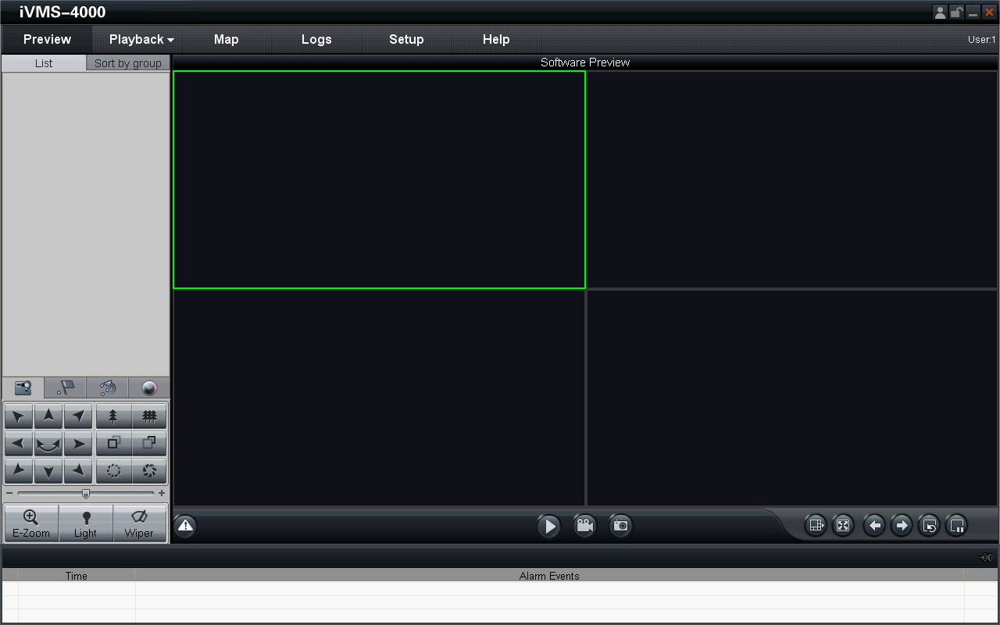 iVMS-4000
Preview Playback Map Logs Setup Help User:1
List Sort by group Software Preview
E-Zoom Light Wiper
Time Alarm Events